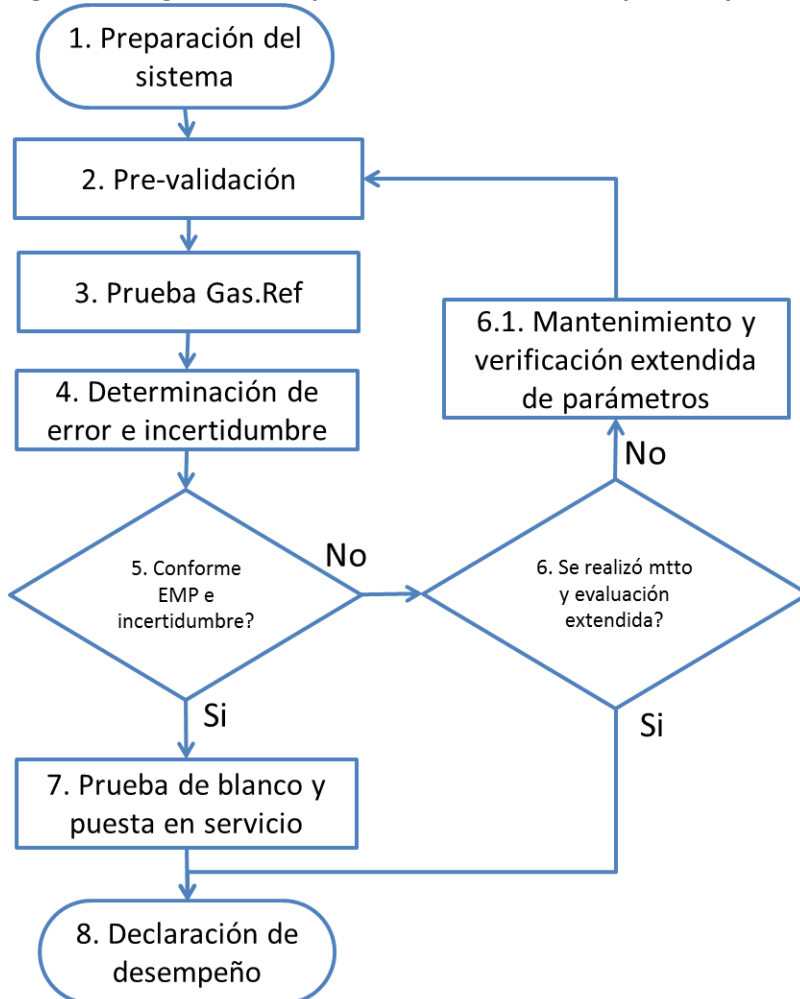 1. Preparación del
sistema
2. Pre-validación
3. Prueba Gas.Ref
4. Determinación de
error e incertidumbre
5. Conforme
EMP e
incertidumbre?
No
Si
6. Se realizó mtto
y evaluación
extendida?
No
Si
6.1. Mantenimiento y
verificación extendida
de parámetros
7. Prueba de blanco y
puesta en servicio
8. Declaración de
desempeño